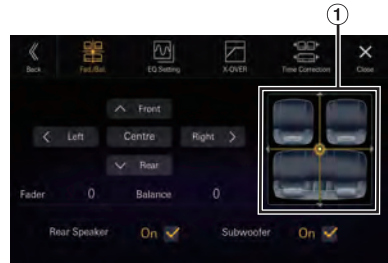 1
Back Fad./Bal. EQ Setting X-OVER Time Correction Close
Front
Left Centre Right
Rear
Fader 0 Balance 0
Rear Speaker On Subwoofer On